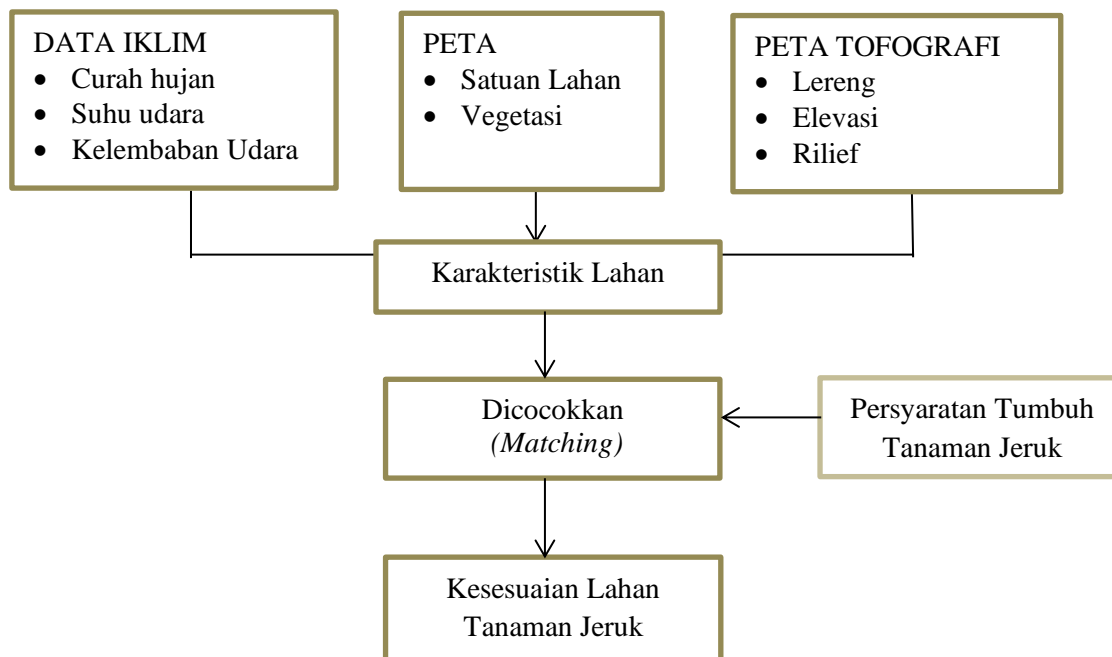 DATA IKLIM
• Curah hujan
• Suhu udara
• Kelembaban Udara
PETA
• Satuan Lahan
• Vegetasi
PETA TOFOGRAFI
• Lereng
• Elevasi
• Rilief
Karakteristik Lahan
Dicocokkan
(Matching)
Persyaratan Tumbuh
Tanaman Jeruk
Kesesuaian Lahan
Tanaman Jeruk